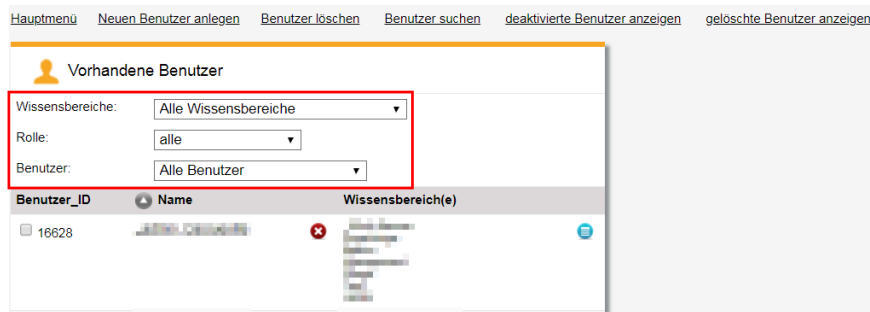 Hauptmenü Neuen Benutzer anlegen Benutzer löschen Benutzer suchen deaktivierte Benutzer anzeigen gelöschte Benutzer anzeigen
Vorhandene Benutzer
Wissensbereiche: Alle Wissensbereiche
Rolle: alle
Benutzer: Alle Benutzer
Benutzer_ID Name Wissensbereich(e)
16628